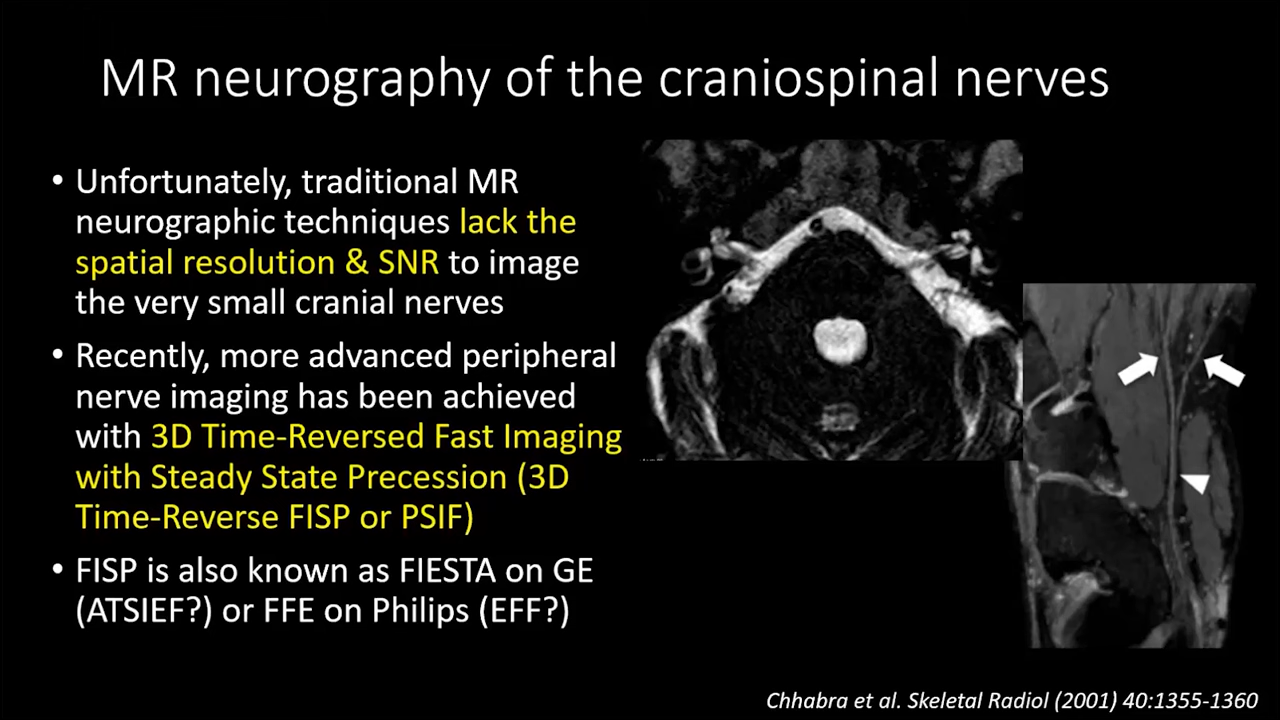 MR neurography of the craniospinal nerves
• Unfortunately, traditional MR
neurographic techniques lack the
spatial resolution & SNR to image
the very small cranial nerves
• Recently, more advanced peripheral
nerve imaging has been achieved
with 3D Time-Reversed Fast Imaging
with Steady State Precession (3D
Time-Reverse FISP or PSIF)
• FISP is also known as FIESTA on GE
(ATSIEF?) or FFE on Philips (EFF?)
Chhabra et al. Skeletal Radiol (2001) 40:1355-1360